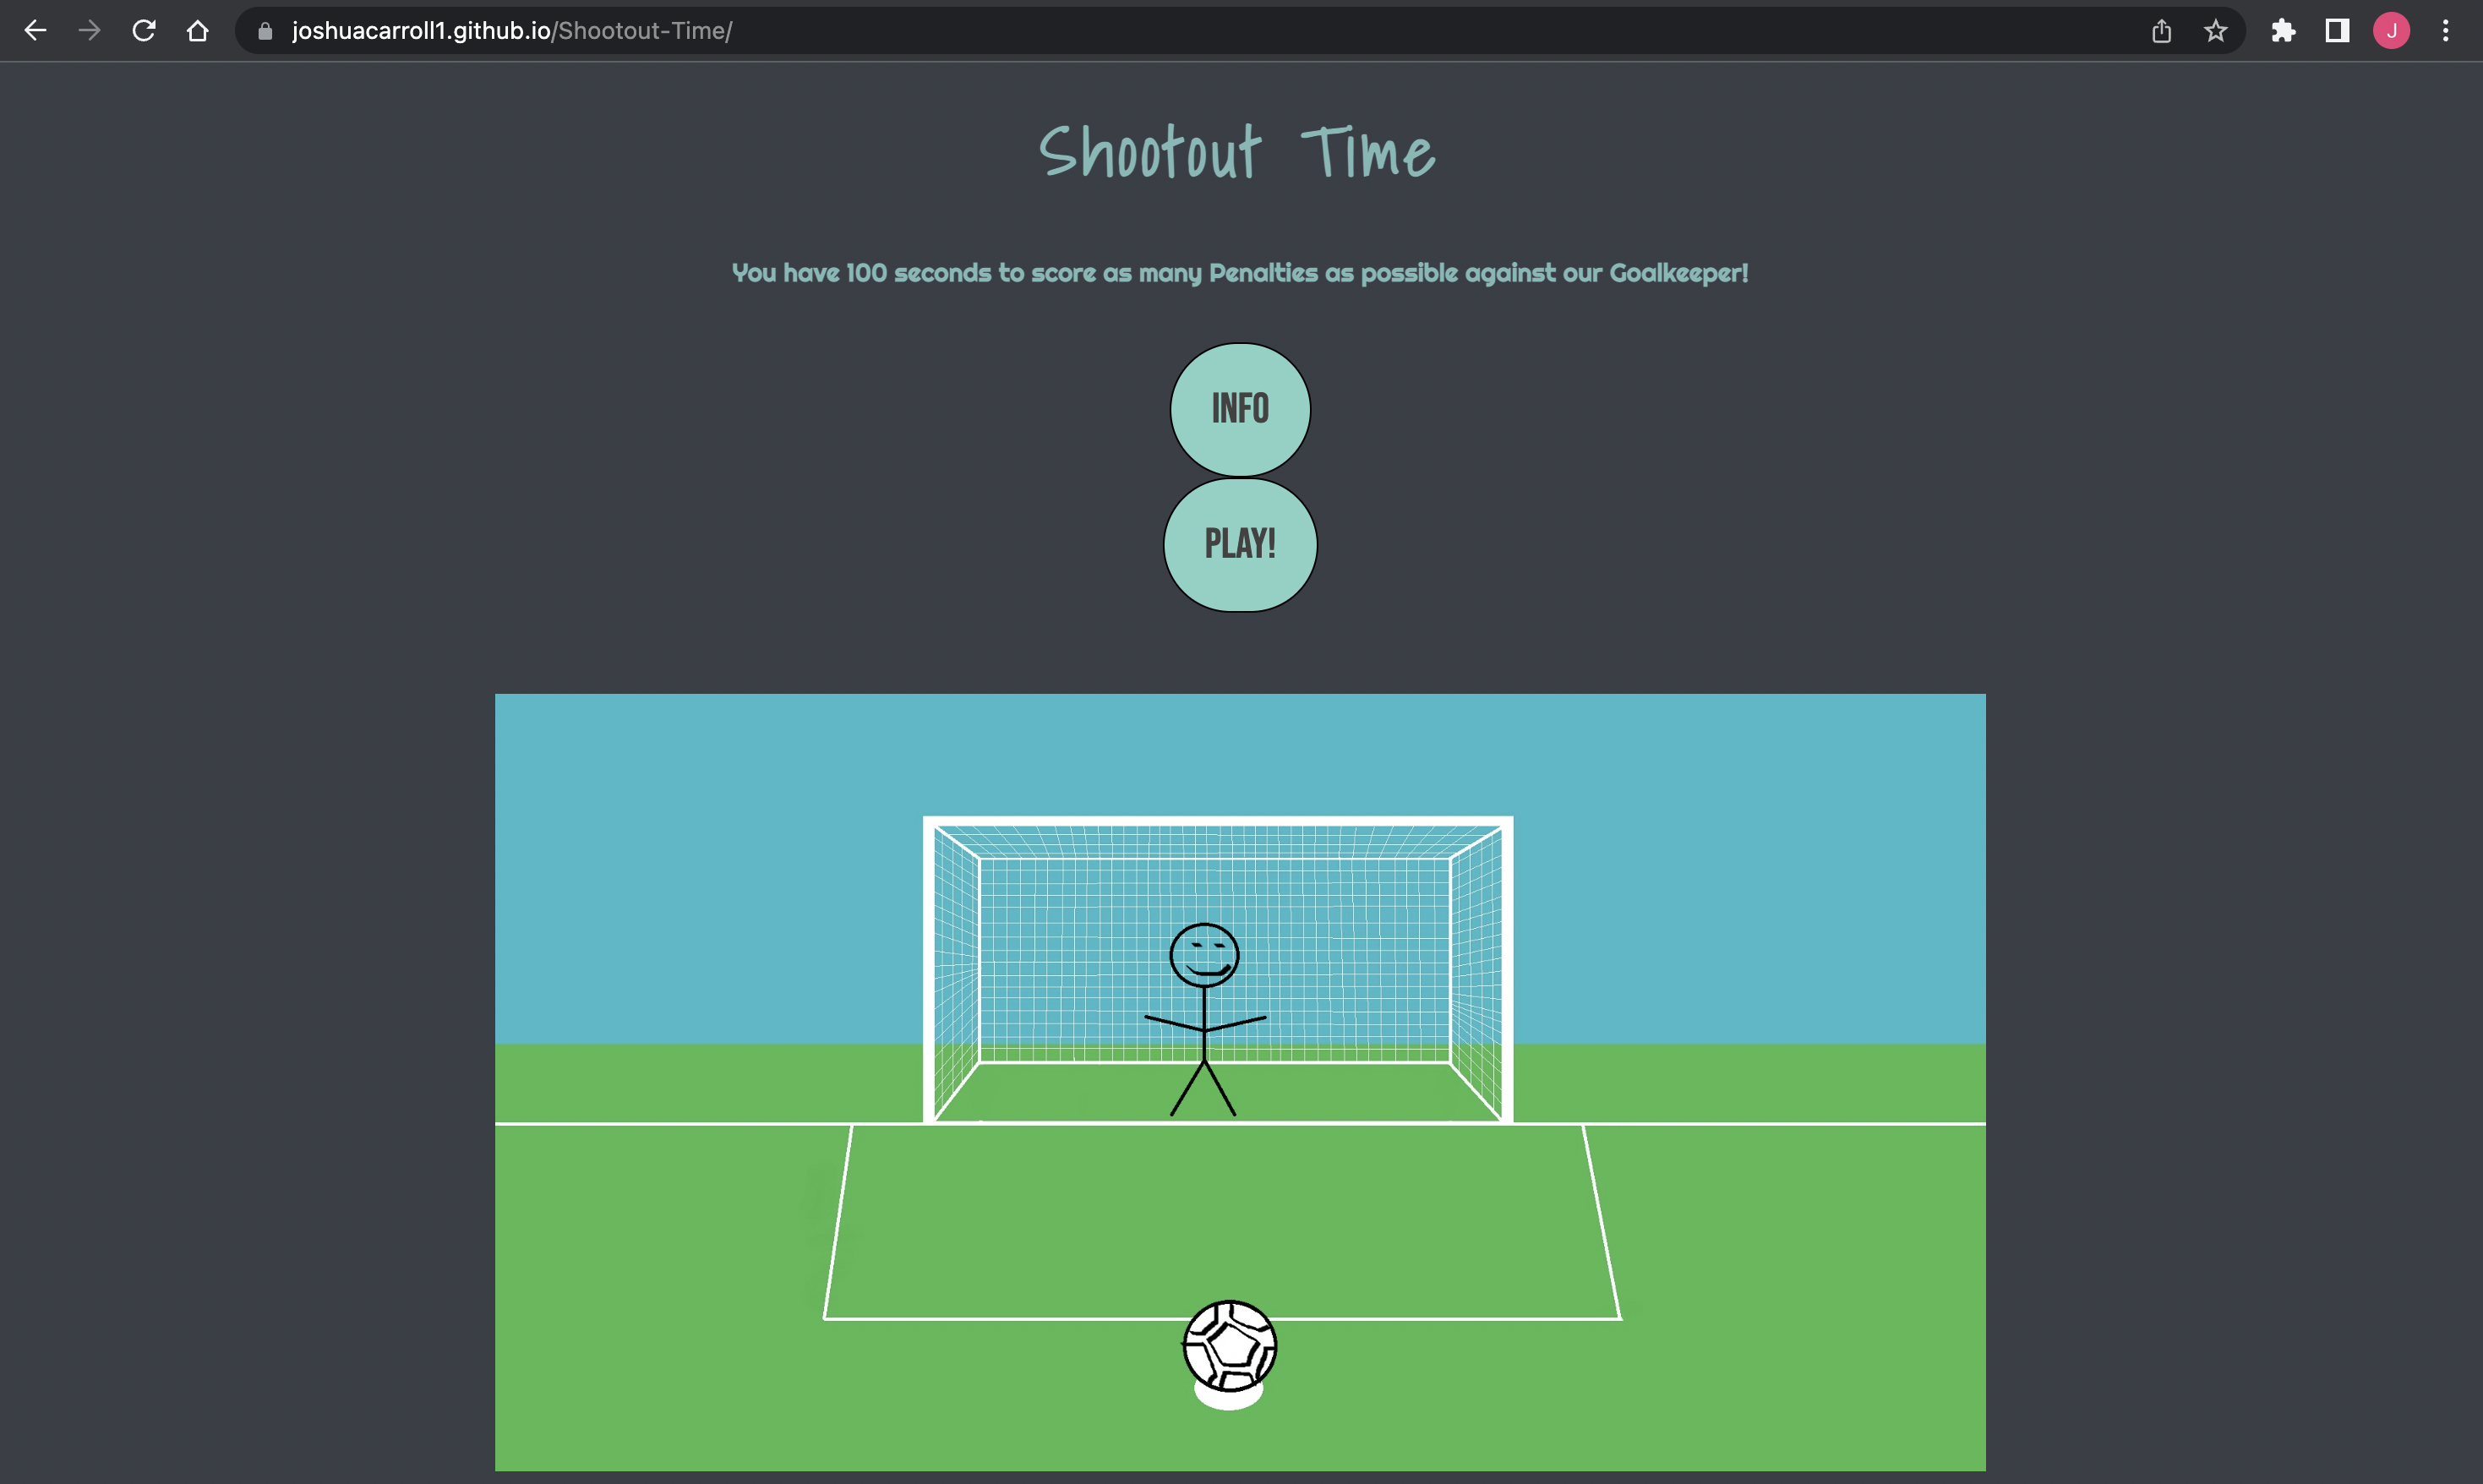 joshuacarroll1.github.io/Shootout-Time/
J
Shootout Time
You have 100 seconds to score as many Penalties as possible against our Goalkeeper!
INFO
PLAY!